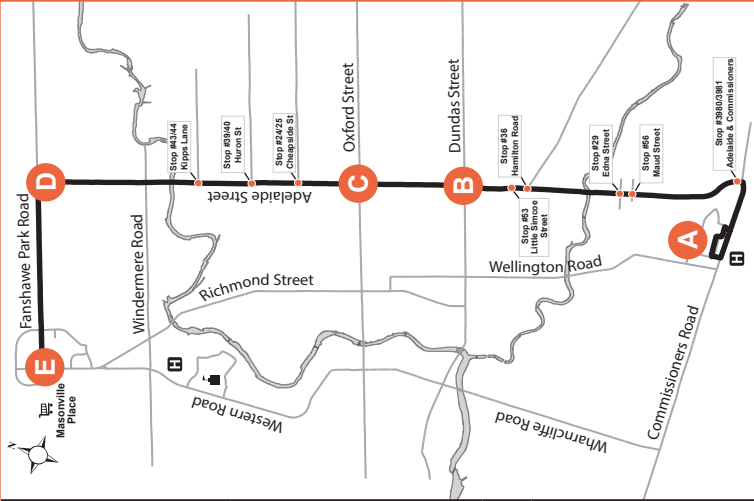 N
Masonville
Place
E
D
C
B
A
Fanshawe Park Road
Windermere Road
Richmond Street
Western Road
Adelaide Street
Oxford Street
Dundas Street
Wellington Road
Wharncliffe Road
Commissioners Road
Stop #43/44
Kipps Lane
Stop #39/40
Huron St
Stop #24/25
Cheapside St
Stop #36
Hamilton Road
Stop #53
Little Simcoe
Street
Stop #29
Edna Street
Stop #56
Maud Street
Stop #3980/3981
Adelaide & Commissioners
H
H